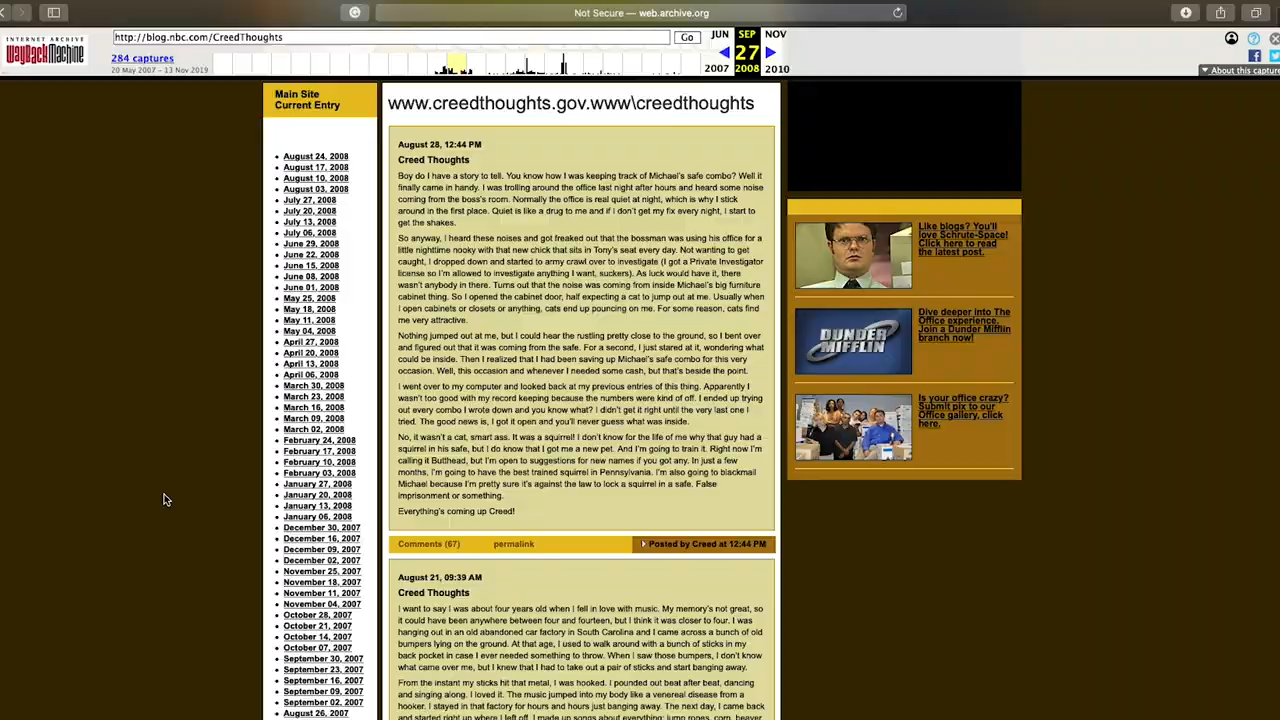 Not Secure — web.archive.org
INTERNET ARCHIVE
WayBackMachine
http://blog.nbc.com/CreedThoughts
Go
284 captures
20 May 2007 – 13 Nov 2019
JUN SEP NOV
27
2007 2008 2010
About this capture
Main Site
Current Entry
August 24, 2008
August 17, 2008
August 10, 2008
August 03, 2008
July 27, 2008
July 20, 2008
July 13, 2008
July 06, 2008
June 29, 2008
June 22, 2008
June 15, 2008
June 08, 2008
June 01, 2008
May 25, 2008
May 18, 2008
May 11, 2008
May 04, 2008
April 27, 2008
April 20, 2008
April 13, 2008
April 06, 2008
March 30, 2008
March 23, 2008
March 16, 2008
March 09, 2008
March 02, 2008
February 24, 2008
February 17, 2008
February 10, 2008
February 03, 2008
January 27, 2008
January 20, 2008
January 13, 2008
January 06, 2008
December 30, 2007
December 16, 2007
December 09, 2007
December 02, 2007
November 25, 2007
November 18, 2007
November 11, 2007
November 04, 2007
October 28, 2007
October 21, 2007
October 14, 2007
October 07, 2007
September 30, 2007
September 23, 2007
September 16, 2007
September 09, 2007
September 02, 2007
August 26, 2007
www.creedthoughts.gov.www\creedthoughts
August 28, 12:44 PM
Creed Thoughts
Boy do I have a story to tell. You know how I was keeping track of Michael's safe combo? Well it
finally came in handy. I was trolling around the office last night after hours and heard some noise
coming from the boss's room. Normally the office is real quiet at night, which is why I stick
around in the first place. Quiet is like a drug to me and if I don't get my fix every night, I start to
get the shakes.
So anyway, I heard these noises and got freaked out that the bossman was using his office for a
little nighttime nooky with that new chick that sits in Tony's seat every day. Not wanting to get
caught, I dropped down and started to army crawl over to investigate (I got a Private Investigator
license so I'm allowed to investigate anything I want, suckers). As luck would have it, there
wasn't anybody in there. Turns out that the noise was coming from inside Michael's big furniture
cabinet thing. So I opened the cabinet door, half expecting a cat to jump out at me. Usually when
I open cabinets or closets or anything, cats end up pouncing on me. For some reason, cats find
me very attractive.
Nothing jumped out at me, but I could hear the rustling pretty close to the ground, so I bent over
and figured out that it was coming from the safe. For a second, I just stared at it, wondering what
could be inside. Then I realized that I had been saving up Michael's safe combo for this very
occasion. Well, this occasion and whenever I needed some cash, but that's beside the point.
I went over to my computer and looked back at my previous entries of this thing. Apparently I
wasn't too good with my record keeping because the numbers were kind of off. I ended up trying
out every combo I wrote down and you know what? I didn't get it right until the very last one I
tried. The good news is, I got it open and you'll never guess what was inside.
No, it wasn't a cat, smart ass. It was a squirrel! I don't know for the life of me why that guy had a
squirrel in his safe, but I do know that I got me a new pet. And I'm going to train it. Right now I'm
calling it Butthead, but I'm open to suggestions for new names if you got any. In just a few
months, I'm going to have the best trained squirrel in Pennsylvania. I'm also going to blackmail
Michael because I'm pretty sure it's against the law to lock a squirrel in a safe. False
imprisonment or something.
Everything's coming up Creed!
Comments (67) permalink Posted by Creed at 12:44 PM
August 21, 09:39 AM
Creed Thoughts
I want to say I was about four years old when I fell in love with music. My memory's not great, so
it could have been anywhere between four and fourteen, but I think it was closer to four. I was
hanging out in an old abandoned car factory in South Carolina and I came across a bunch of old
bumpers lying on the ground. At that age, I used to walk around with a bunch of sticks in my
back pocket in case I ever needed something to throw. When I saw those bumpers, I don't know
what came over me, but I knew that I had to take out a pair of sticks and start banging away.
From the instant my sticks hit that metal, I was hooked. I pounded out beat after beat, dancing
and singing along. I loved it. The music jumped into my body like a venereal disease from a
hooker. I stayed in that factory for hours and hours just banging away. The next day, I came back
and started right up where I left off. I made up songs about everything: jump ropes, corn, beaver
Like blogs? You'll
love Schrute-Space!
Click here to read
the latest post.
DUNDER
MIFFLIN
Dive deeper into The
Office experience.
Join a Dunder Mifflin
branch now!
Is your office crazy?
Submit pix to our
Office gallery, click
here.